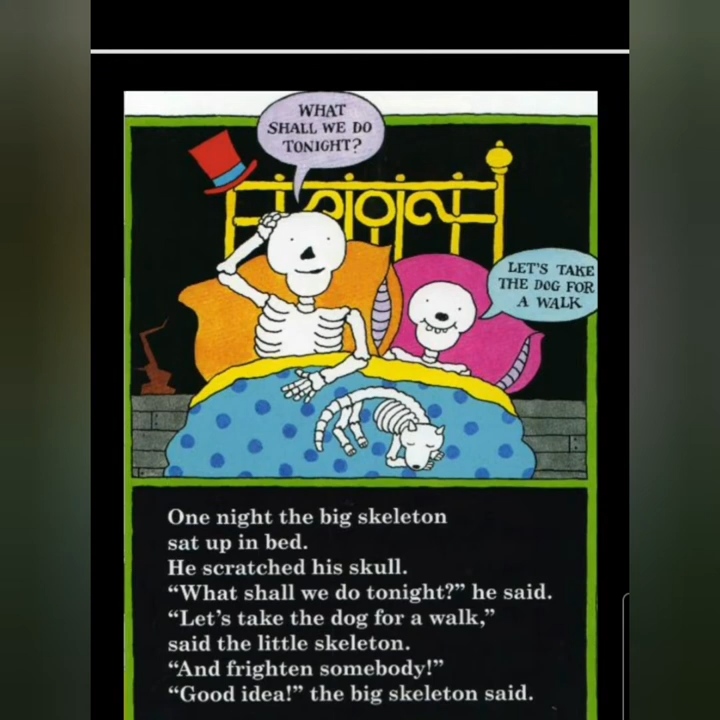 WHAT
SHALL WE DO
TONIGHT?
LET'S TAKE
THE DOG FOR
A WALK
One night the big skeleton
sat up in bed.
He scratched his skull.
“What shall we do tonight?” he said.
“Let’s take the dog for a walk,”
said the little skeleton.
“And frighten somebody!”
“Good idea!” the big skeleton said.